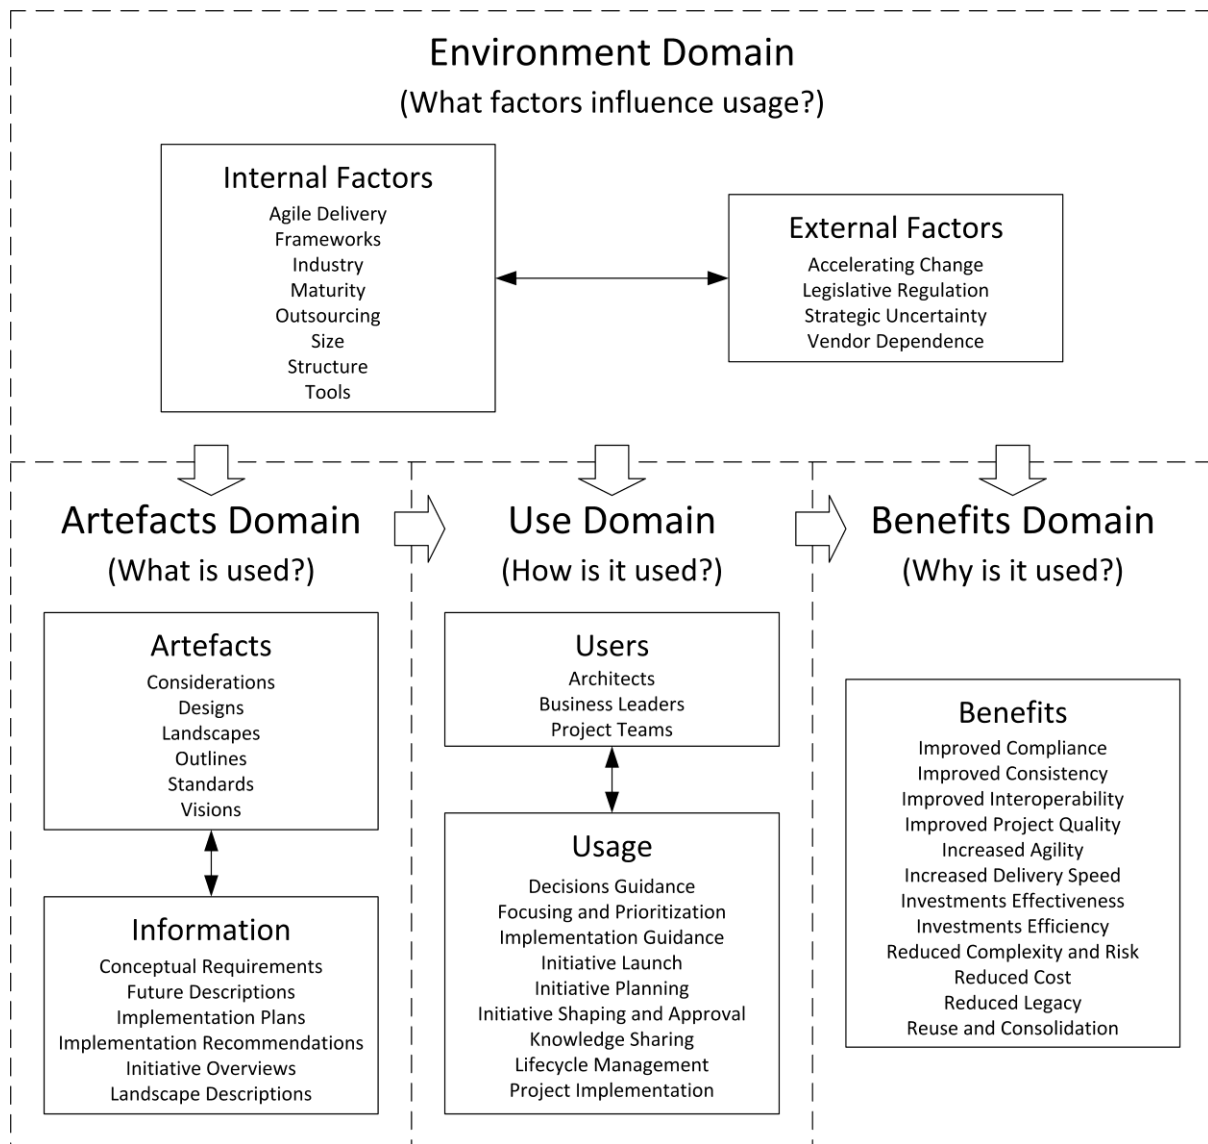 Environment Domain
(What factors influence usage?)
Internal Factors
Agile Delivery
Frameworks
Industry
Maturity
Outsourcing
Size
Structure
Tools
External Factors
Accelerating Change
Legislative Regulation
Strategic Uncertainty
Vendor Dependence
Artefacts Domain
(What is used?)
Artefacts
Considerations
Designs
Landscapes
Outlines
Standards
Visions
Information
Conceptual Requirements
Future Descriptions
Implementation Plans
Implementation Recommendations
Initiative Overviews
Landscape Descriptions
Use Domain
(How is it used?)
Users
Architects
Business Leaders
Project Teams
Usage
Decisions Guidance
Focusing and Prioritization
Implementation Guidance
Initiative Launch
Initiative Planning
Initiative Shaping and Approval
Knowledge Sharing
Lifecycle Management
Project Implementation
Benefits Domain
(Why is it used?)
Benefits
Improved Compliance
Improved Consistency
Improved Interoperability
Improved Project Quality
Increased Agility
Increased Delivery Speed
Investments Effectiveness
Investments Efficiency
Reduced Complexity and Risk
Reduced Cost
Reduced Legacy
Reuse and Consolidation